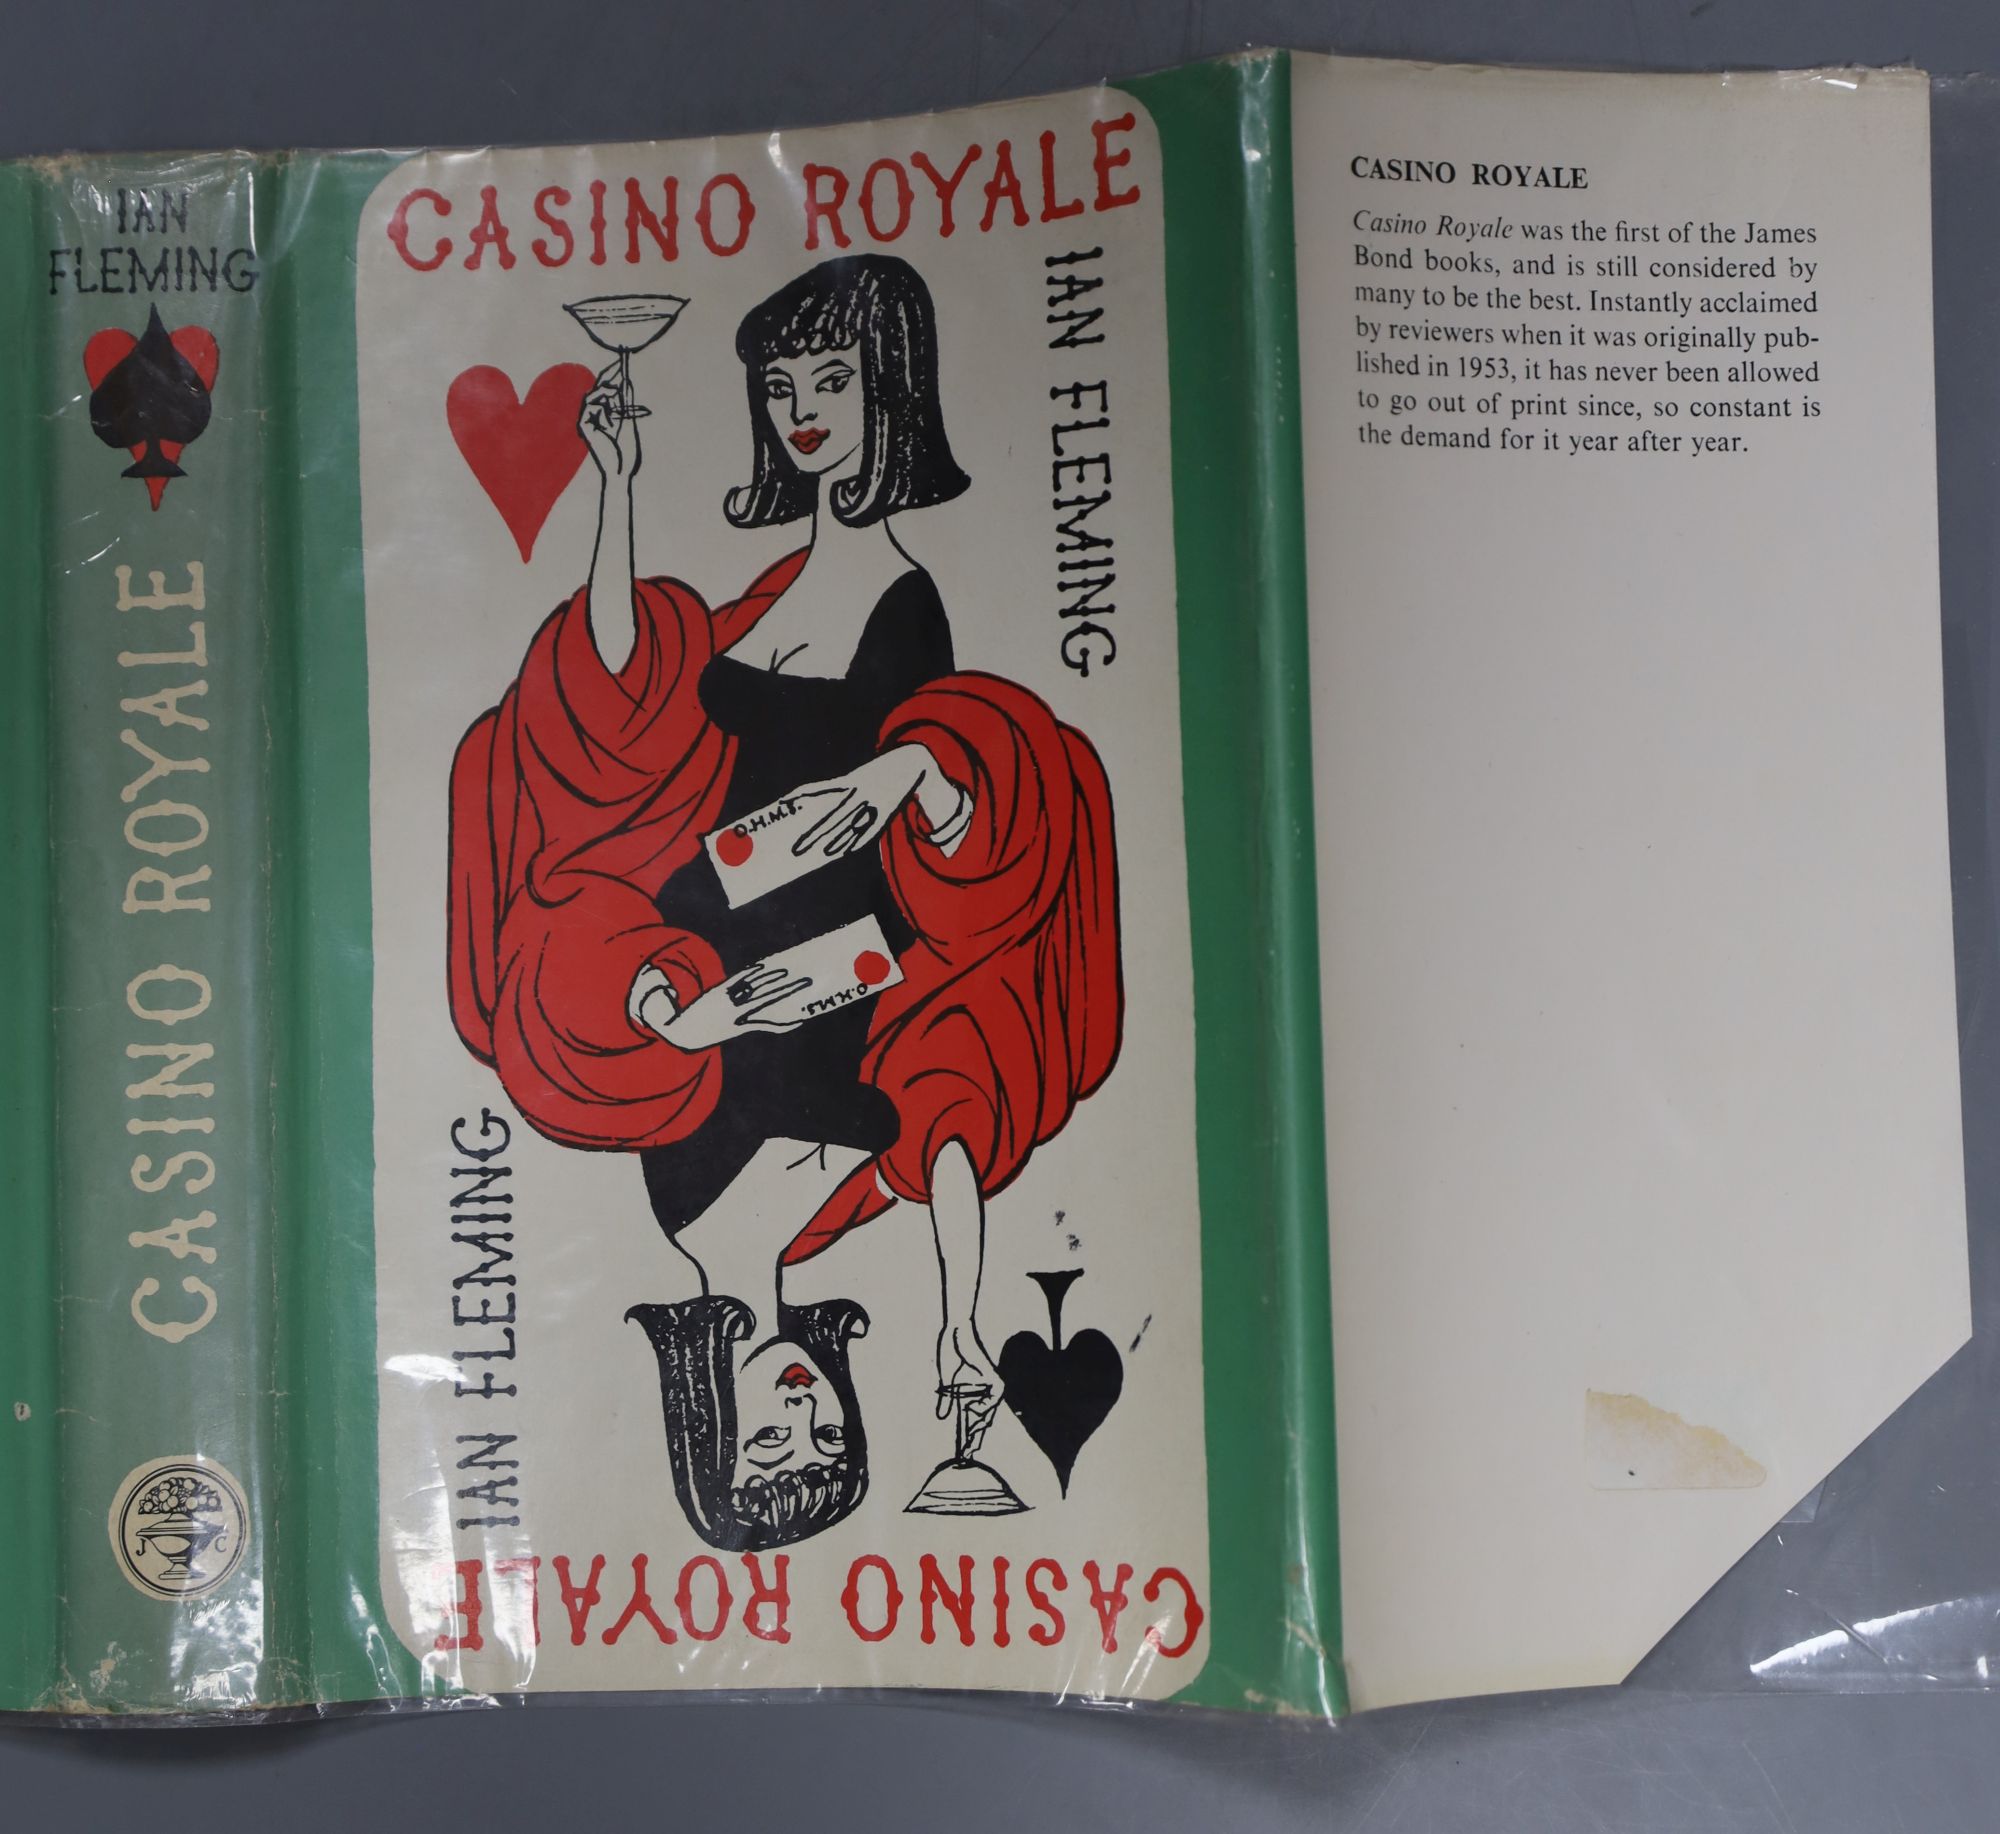 IAN
FLEMING
CASINO ROYALE
J C
CASINO ROYALE
IAN FLEMING
O.H.M.S.
O.H.M.S.
IAN FLEMING
CASINO ROYALE
CASINO ROYALE
Casino Royale was the first of the James
Bond books, and is still considered by
many to be the best. Instantly acclaimed
by reviewers when it was originally pub-
lished in 1953, it has never been allowed
to go out of print since, so constant is
the demand for it year after year.